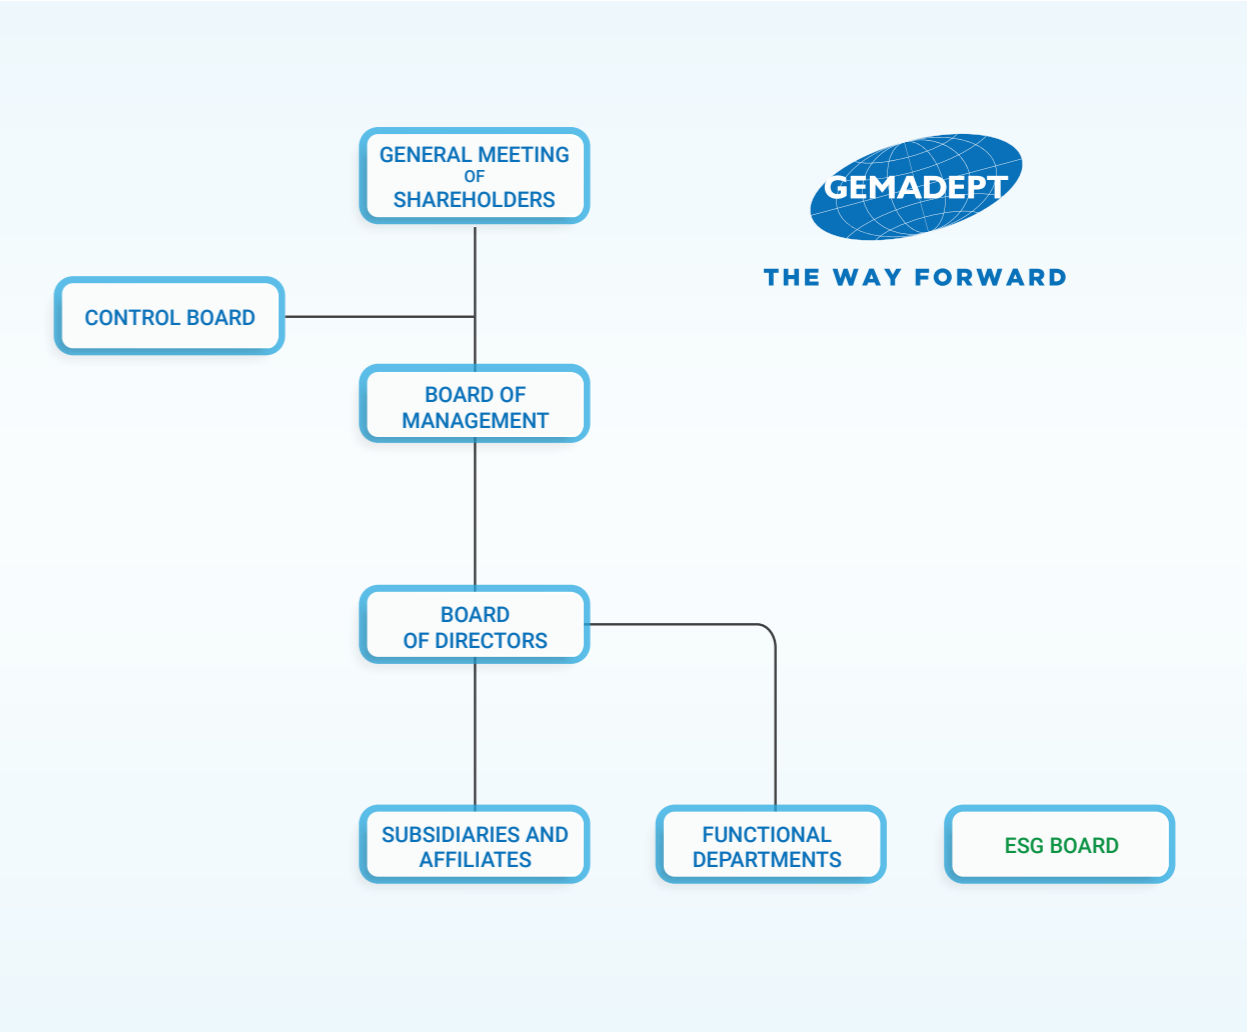 GENERAL MEETING
OF
SHAREHOLDERS
GEMADEPT
THE WAY FORWARD
CONTROL BOARD
BOARD OF
MANAGEMENT
BOARD
OF DIRECTORS
SUBSIDIARIES AND
AFFILIATES
FUNCTIONAL
DEPARTMENTS
ESG BOARD